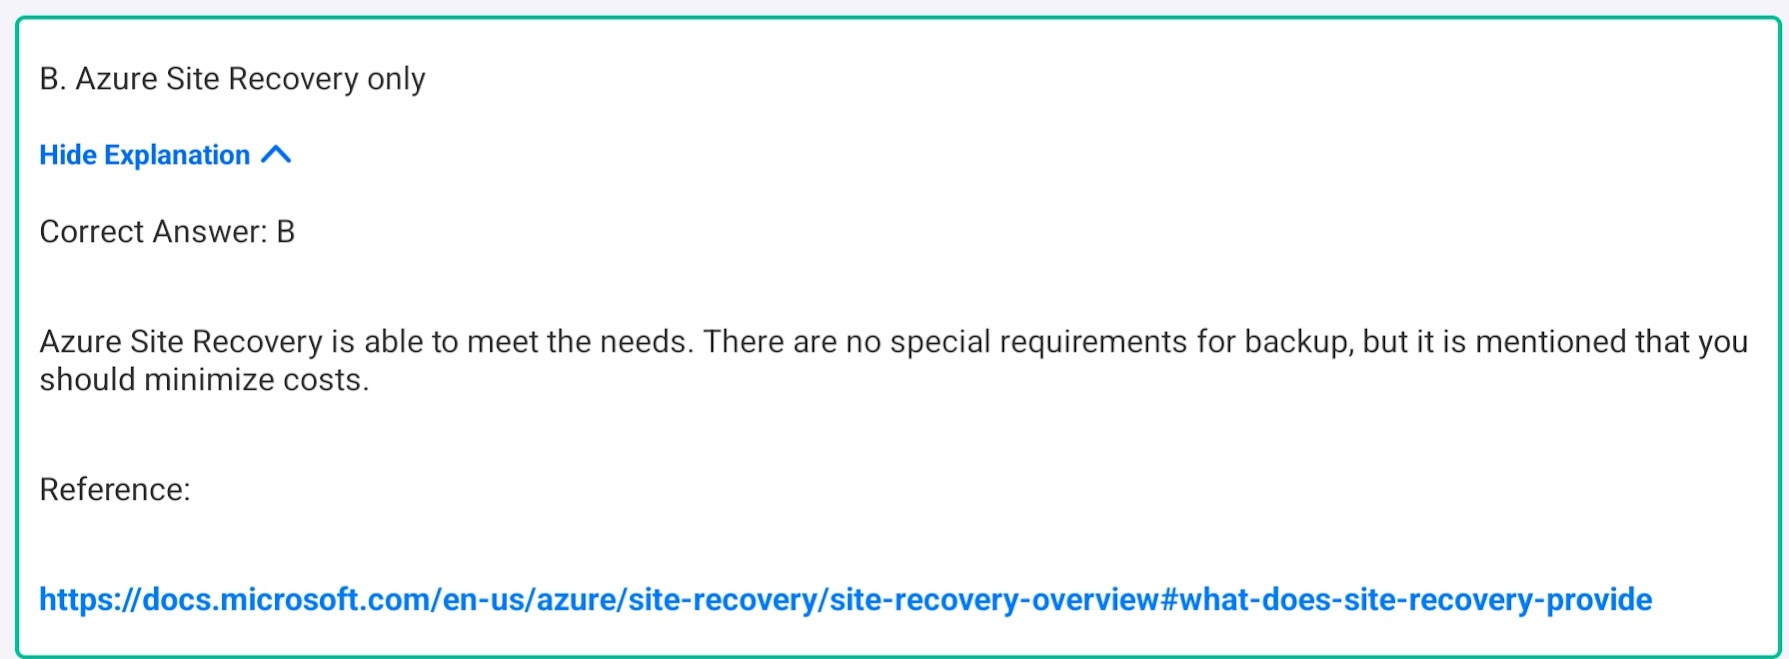 B. Azure Site Recovery only
Hide Explanation
Correct Answer: B
Azure Site Recovery is able to meet the needs. There are no special requirements for backup, but it is mentioned that you
should minimize costs.
Reference:
https://docs.microsoft.com/en-us/azure/site-recovery/site-recovery-overview#what-does-site-recovery-provide